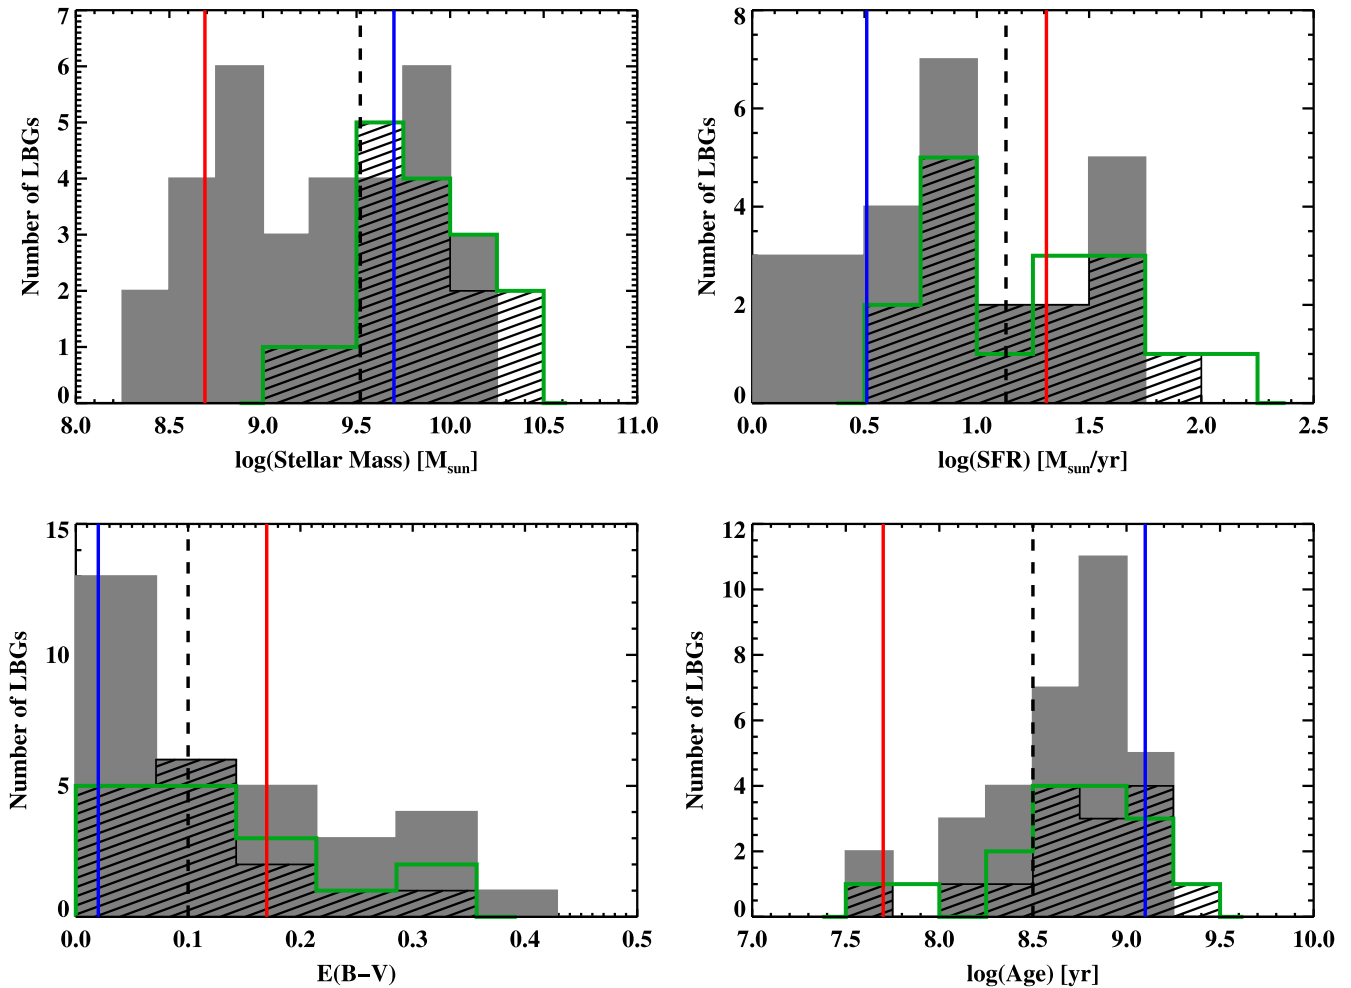 7
6
5
4
3
2
1
0
Number of LBGs
8.0 8.5 9.0 9.5 10.0 10.5 11.0
log(Stellar Mass) [Msun]
8
6
4
2
0
Number of LBGs
0.0 0.5 1.0 1.5 2.0 2.5
log(SFR) [Msun/yr]
15
10
5
0
Number of LBGs
0.0 0.1 0.2 0.3 0.4 0.5
E(B−V)
12
10
8
6
4
2
0
Number of LBGs
7.0 7.5 8.0 8.5 9.0 9.5 10.0
log(Age) [yr]